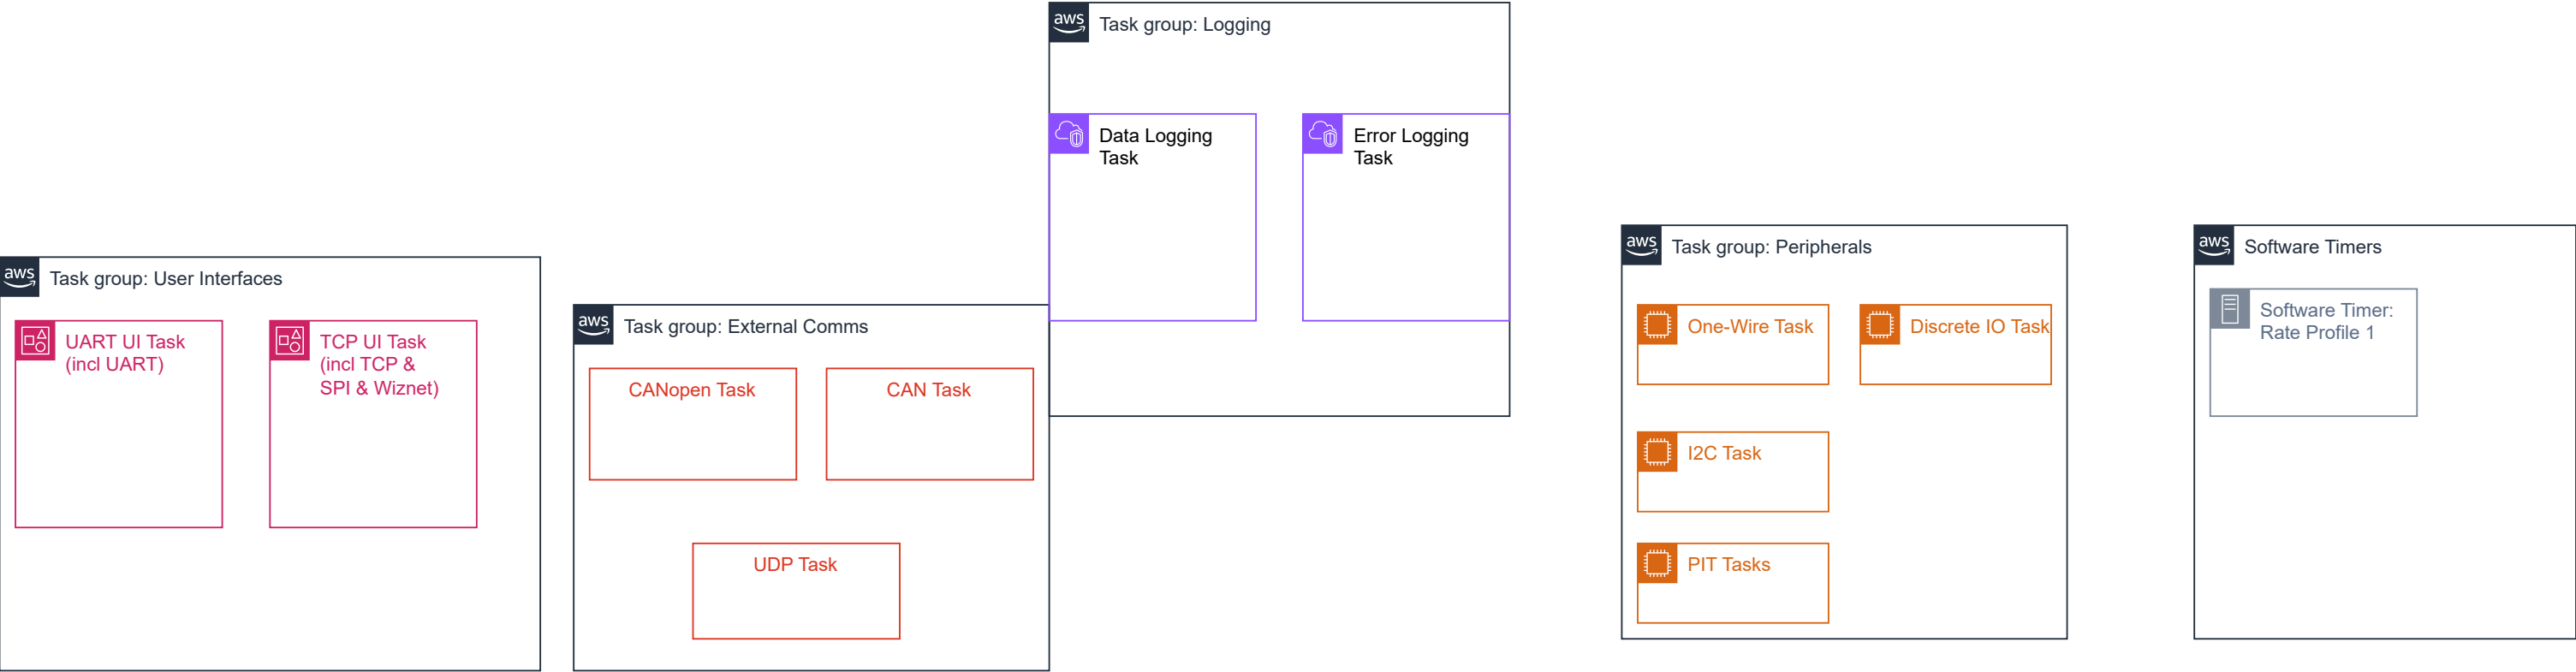 aws
Task group: User Interfaces
UART UI Task
(incl UART)
TCP UI Task
(incl TCP &
SPI & Wiznet)
aws
Task group: External Comms
CANopen Task
CAN Task
UDP Task
aws
Task group: Logging
Data Logging
Task
Error Logging
Task
aws
Task group: Peripherals
One-Wire Task
Discrete IO Task
I2C Task
PIT Tasks
aws
Software Timers
Software Timer:
Rate Profile 1